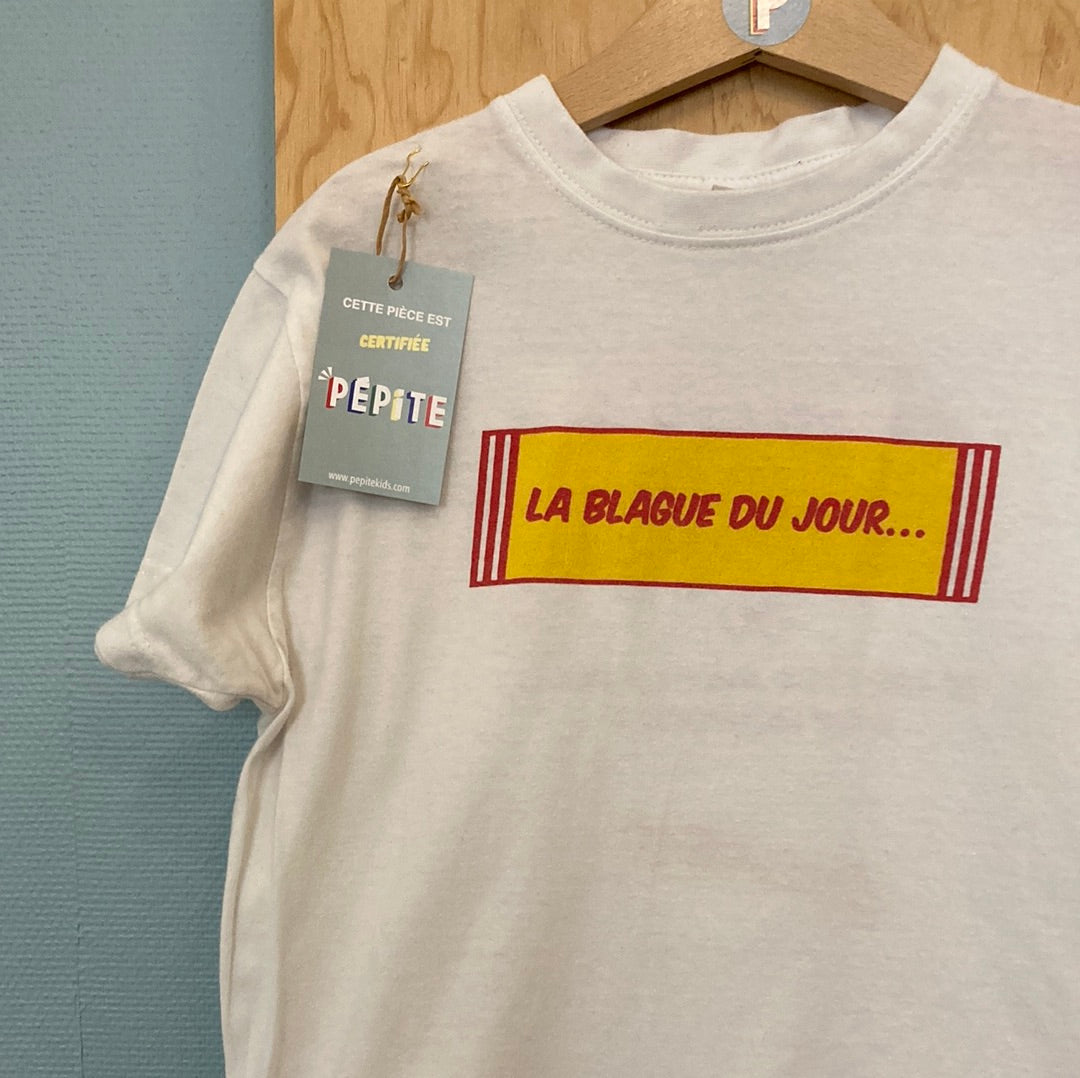 P
CETTE PIÈCE EST
CERTIFIÉE
PÉPiTE
www.pepitekids.com
LA BLAGUE DU JOUR...